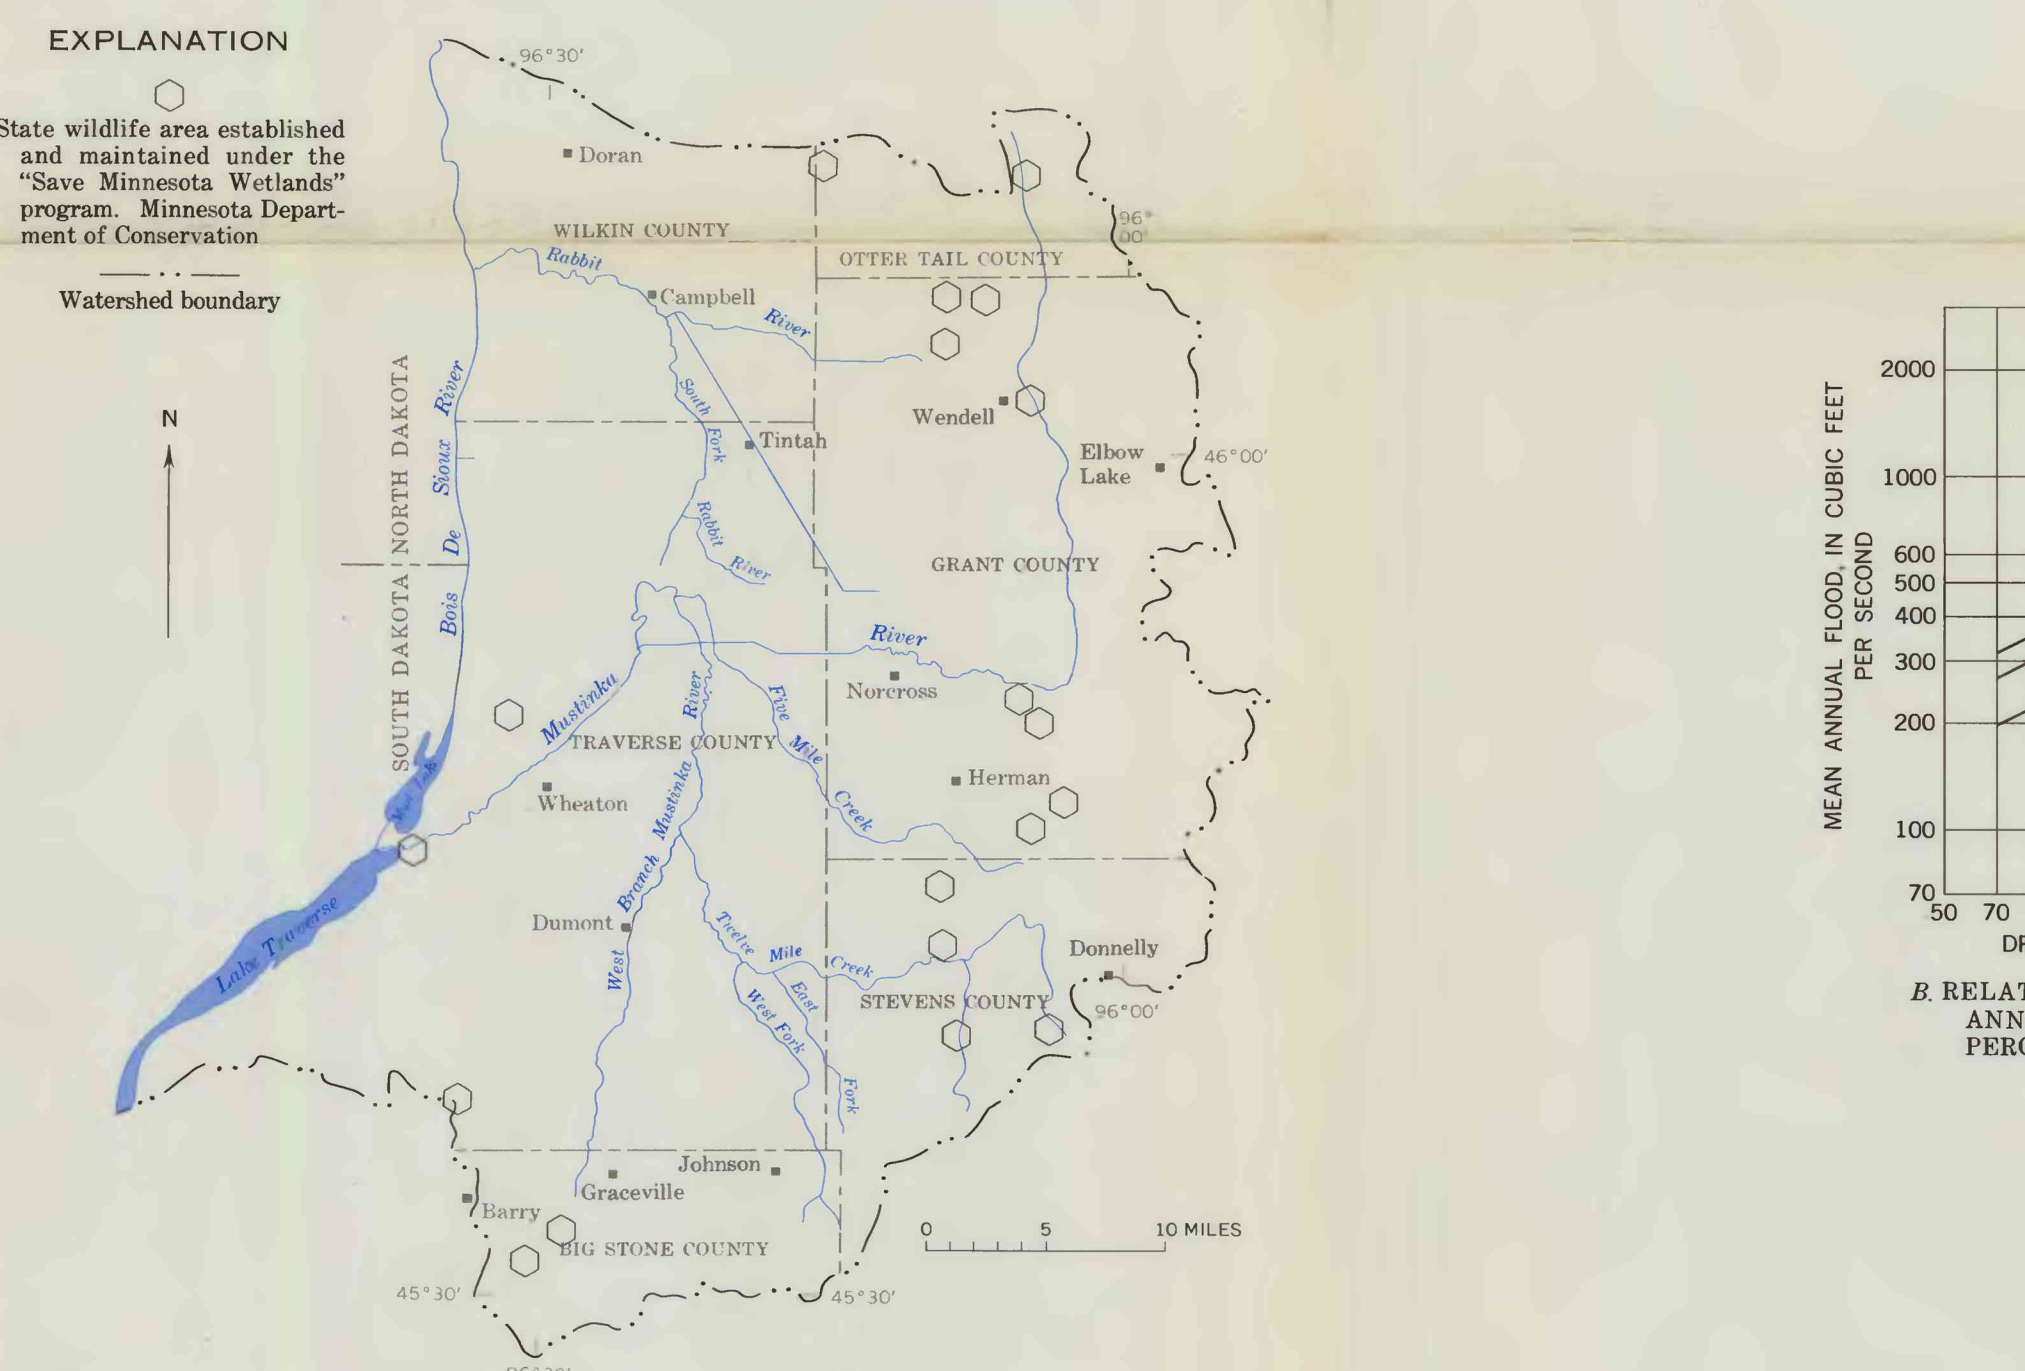 EXPLANATION
State wildlife area established
and maintained under the
“Save Minnesota Wetlands”
program. Minnesota Depart-
ment of Conservation
Watershed boundary
N
96°30′
Doran
WILKIN COUNTY
96°
00′
OTTER TAIL COUNTY
Rabbit
Campbell
River
South
Fork
Rabbit
River
Tintah
Wendell
Elbow
Lake
46°00′
NORTH DAKOTA
SOUTH DAKOTA
Bois De Sioux River
GRANT COUNTY
River
Norcross
Mustinka
River
Five
Mile
Creek
TRAVERSE COUNTY
Herman
Wheaton
Mud Lake
Lake Traverse
West Branch Mustinka
Dumont
Twelve
Mile
Creek
East
Fork
West Fork
Donnelly
STEVENS COUNTY
96°00′
Johnson
Graceville
Barry
BIG STONE COUNTY
0 5 10 MILES
45°30′
45°30′
MEAN ANNUAL FLOOD, IN CUBIC FEET
PER SECOND
2000
1000
600
500
400
300
200
100
70
50 70
B. RELAT
ANN
PERC